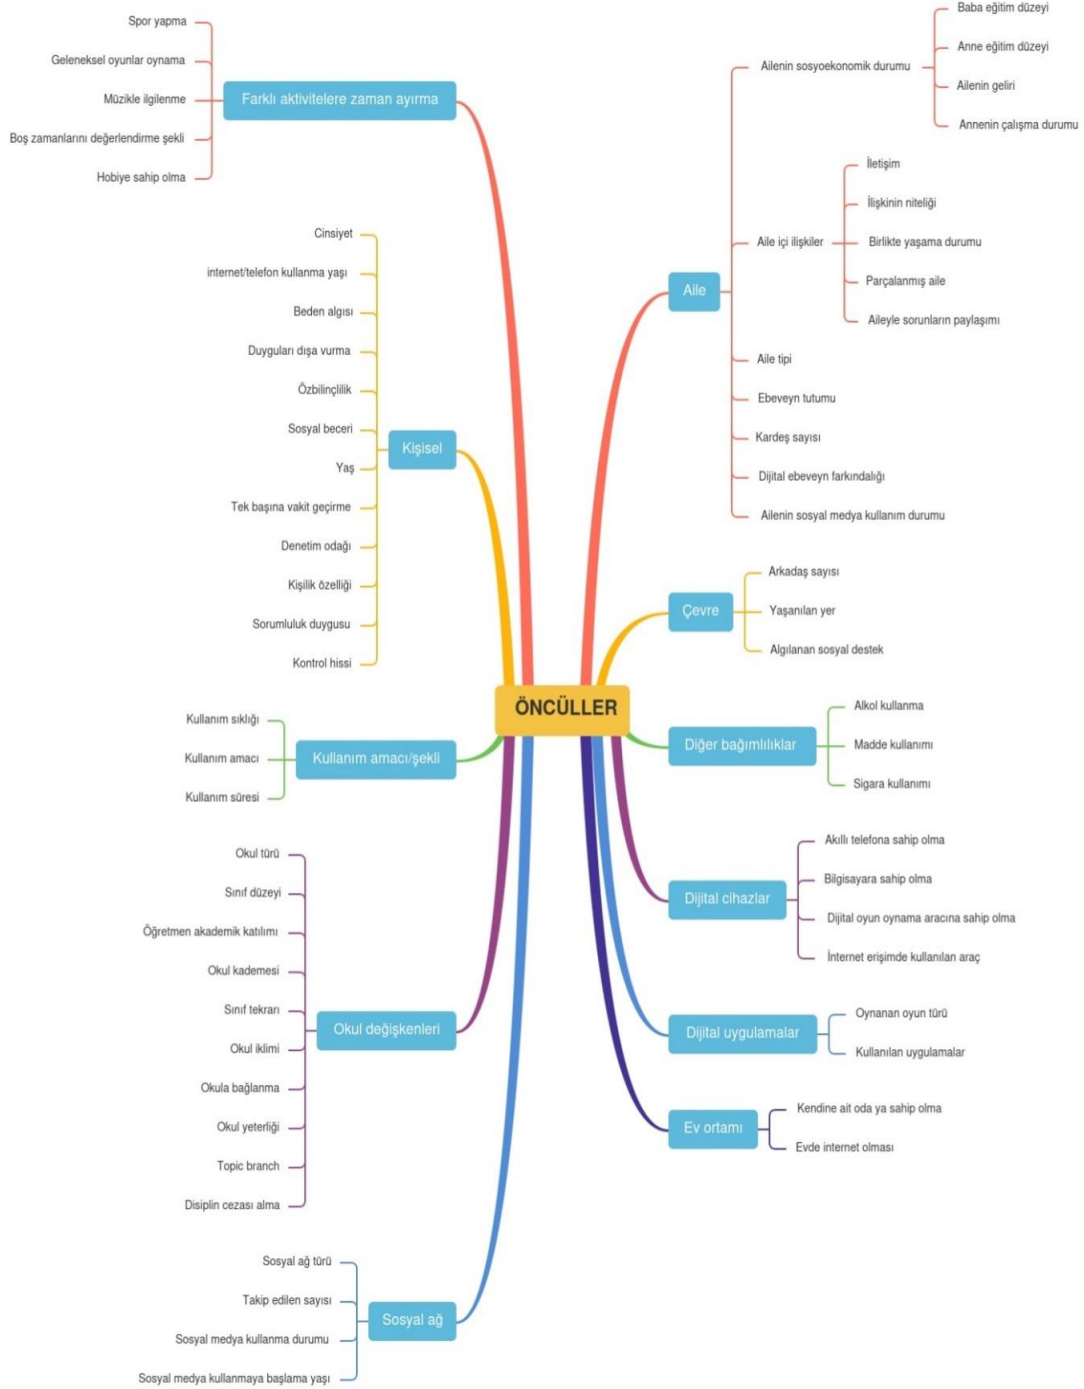 ÖNCÜLLER
Farklı aktivitelere zaman ayırma
Spor yapma
Geleneksel oyunlar oynama
Müzikle ilgilenme
Boş zamanlarını değerlendirme şekli
Hobiye sahip olma
Kişisel
Cinsiyet
internet/telefon kullanma yaşı
Beden algısı
Duyguları dışa vurma
Özbilinçlilik
Sosyal beceri
Yaş
Tek başına vakit geçirme
Denetim odağı
Kişilik özelliği
Sorumluluk duygusu
Kontrol hissi
Kullanım amacı/şekli
Kullanım sıklığı
Kullanım amacı
Kullanım süresi
Okul değişkenleri
Okul türü
Sınıf düzeyi
Öğretmen akademik katılımı
Okul kademesi
Sınıf tekrarı
Okul iklimi
Okula bağlanma
Okul yeterliği
Topic branch
Disiplin cezası alma
Sosyal ağ
Sosyal ağ türü
Takip edilen sayısı
Sosyal medya kullanma durumu
Sosyal medya kullanmaya başlama yaşı
Aile
Ailenin sosyoekonomik durumu
Baba eğitim düzeyi
Anne eğitim düzeyi
Ailenin geliri
Annenin çalışma durumu
Aile içi ilişkiler
İletişim
İlişkinin niteliği
Birlikte yaşama durumu
Parçalanmış aile
Aileyle sorunların paylaşımı
Aile tipi
Ebeveyn tutumu
Kardeş sayısı
Dijital ebeveyn farkındalığı
Ailenin sosyal medya kullanım durumu
Çevre
Arkadaş sayısı
Yaşanılan yer
Algılanan sosyal destek
Diğer bağımlılıklar
Alkol kullanma
Madde kullanımı
Sigara kullanımı
Dijital cihazlar
Akıllı telefona sahip olma
Bilgisayara sahip olma
Dijital oyun oynama aracına sahip olma
İnternet erişimde kullanılan araç
Dijital uygulamalar
Oynanan oyun türü
Kullanılan uygulamalar
Ev ortamı
Kendine ait oda ya sahip olma
Evde internet olması